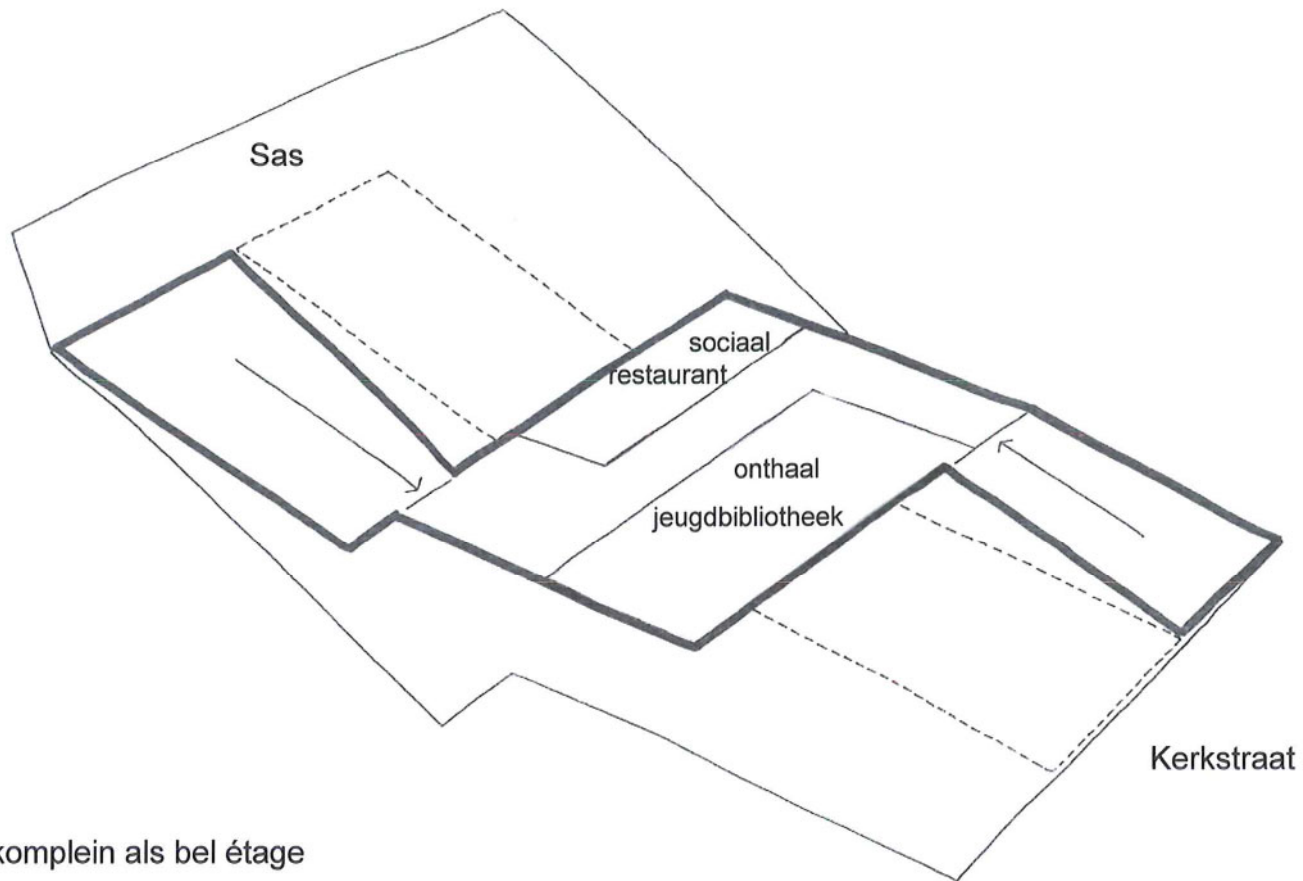 Sas
sociaal
restaurant
onthaal
jeugdbibliotheek
Kerkstraat
komplein als bel étage